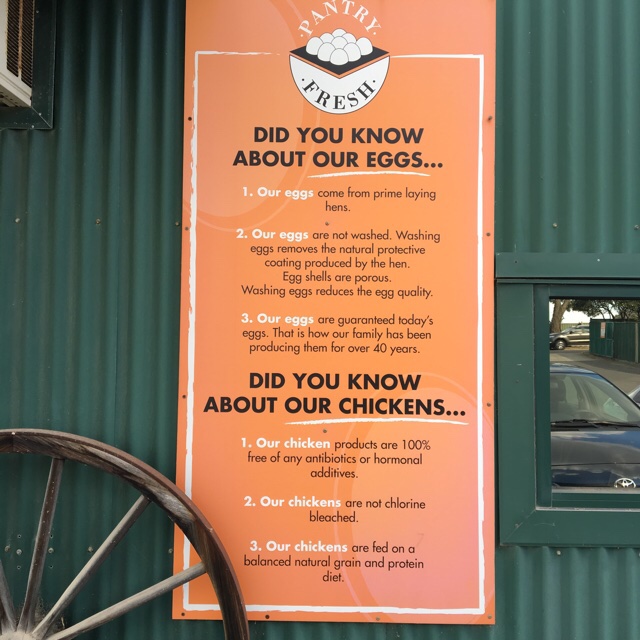 ·PANTRY·
·FRESH·
DID YOU KNOW
ABOUT OUR EGGS...
1. Our eggs come from prime laying
hens.
2. Our eggs are not washed. Washing
eggs removes the natural protective
coating produced by the hen.
Egg shells are porous.
Washing eggs reduces the egg quality.
3. Our eggs are guaranteed today's
eggs. That is how our family has been
producing them for over 40 years.
DID YOU KNOW
ABOUT OUR CHICKENS...
1. Our chicken products are 100%
free of any antibiotics or hormonal
additives.
2. Our chickens are not chlorine
bleached.
3. Our chickens are fed on a
balanced natural grain and protein
diet.